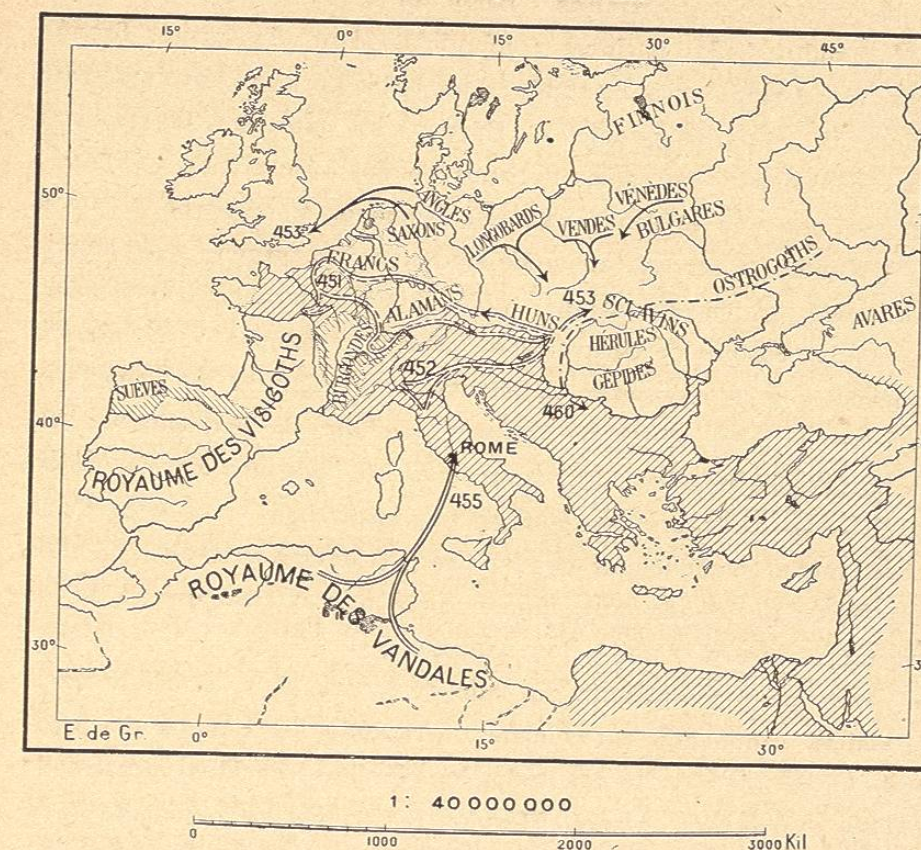 15° 0° 15° 30° 45°
FINNOIS
50°
ANGLES
SAXONS
LONGOBARDS
VENDES
VÉNÈDES
BULGARES
453
FRANCS
451
ALAMANS
HUNS
453
SCLAVINS
OSTROGOTHS
AVARES
HÉRULES
GÉPIDES
BURGONDES
452
460
SUÈVES
40°
ROYAUME DES VISIGOTHS
ROME
455
ROYAUME DES VANDALES
30°
E. de Gr. 0° 15° 30°
1: 40 000 000
0 1000 2000 3000 Kil